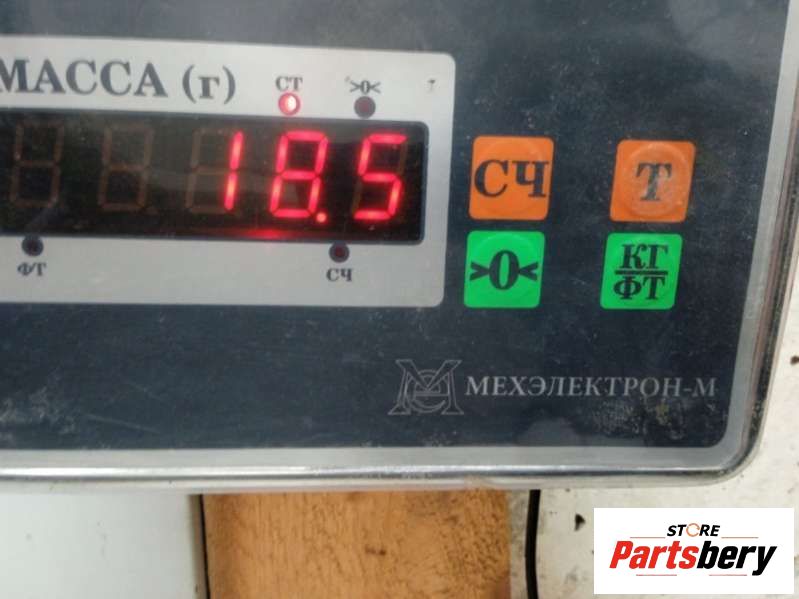 МАССА (г)
СТ
>0<
Т
18.5
СЧ
Т
ФТ
СЧ
>0<
КГ
ФТ
МЕХЭЛЕКТРОН-М
STORE
Partsbery